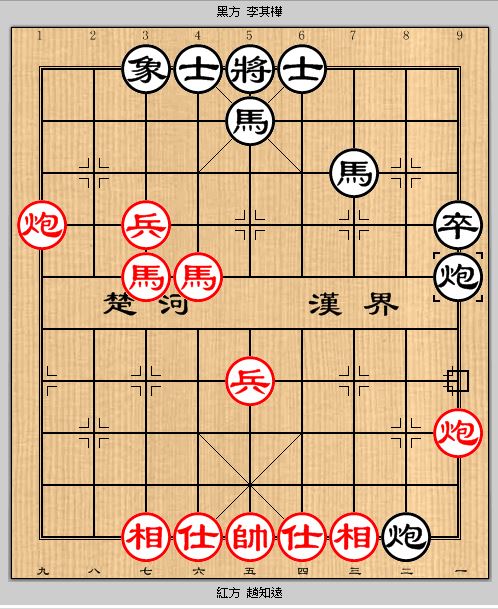 黑方 李其樺
1 2 3 4 5 6 7 8 9
象 士 將 士
馬
馬
炮 兵 卒
馬 馬 炮
楚 河 漢 界
兵
炮
相 仕 帥 仕 相 炮
九 八 七 六 五 四 三 二 一
紅方 趙知遠